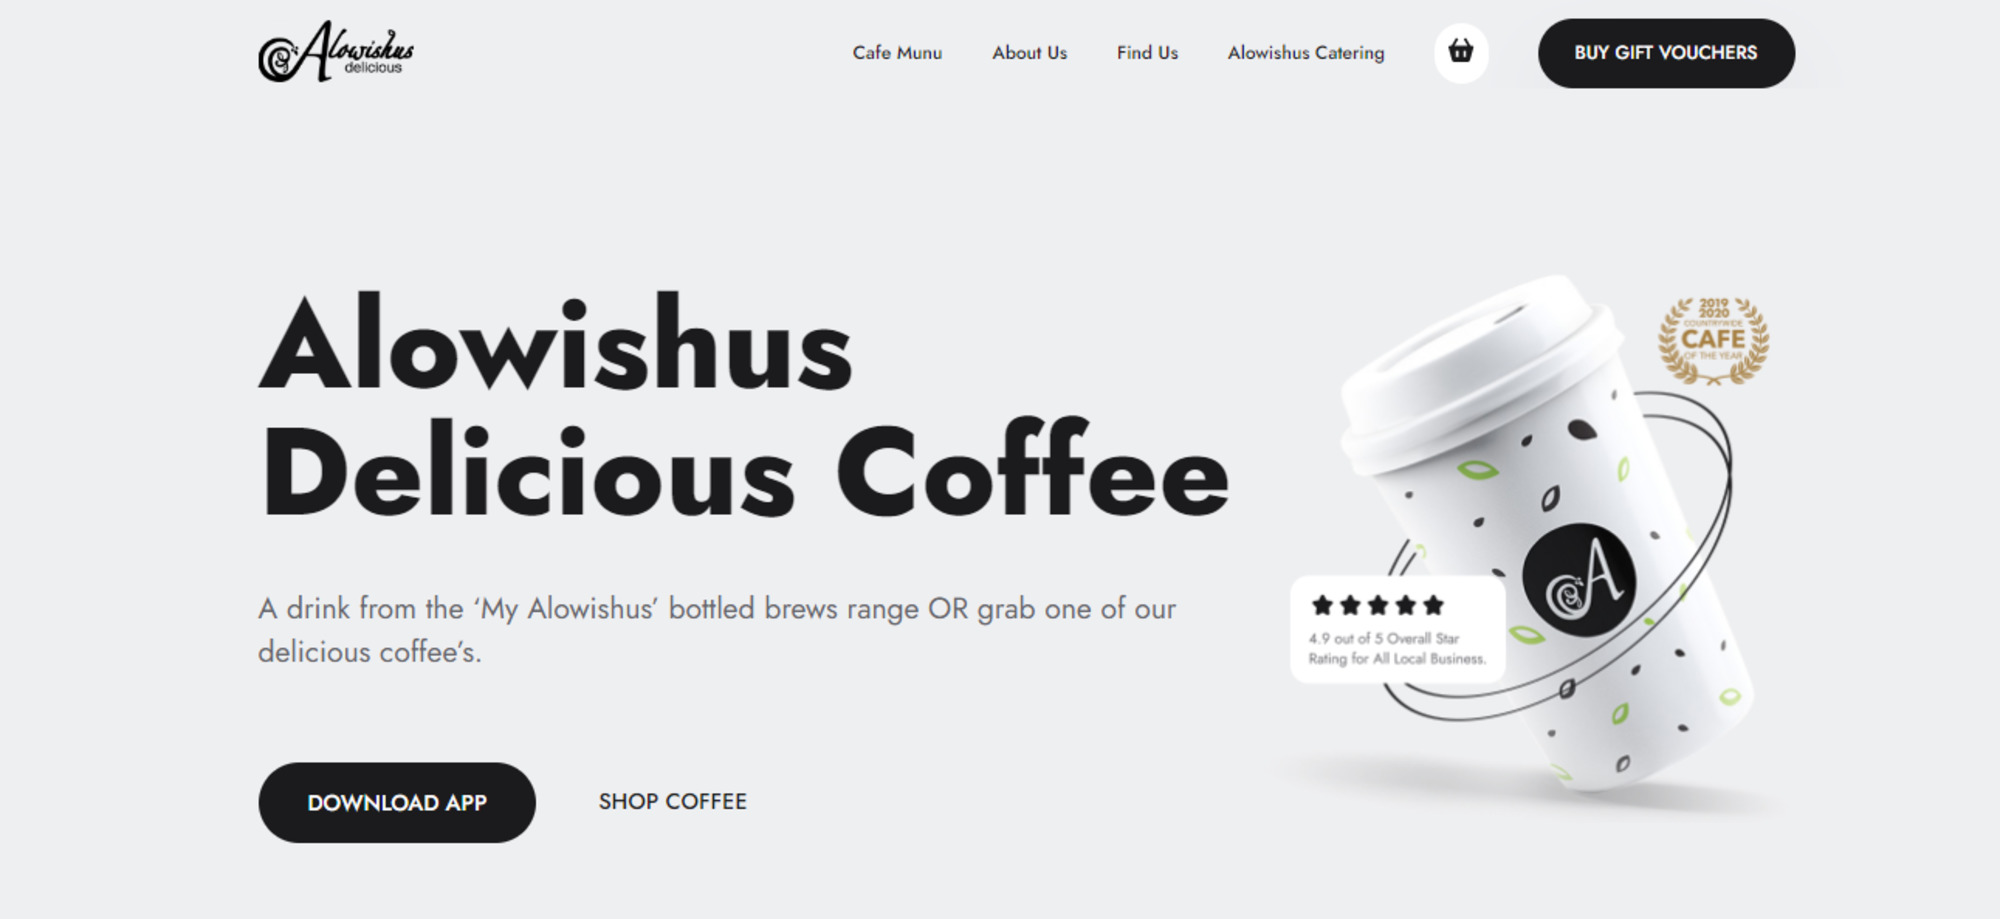 Alowishus
delicious
Cafe Munu
About Us
Find Us
Alowishus Catering
BUY GIFT VOUCHERS
Alowishus
Delicious Coffee
A drink from the ‘My Alowishus’ bottled brews range OR grab one of our
delicious coffee’s.
DOWNLOAD APP
SHOP COFFEE
2019
2020
COUNTRYWIDE
CAFE
OF THE YEAR
A
4.9 out of 5 Overall Star
Rating for All Local Business.